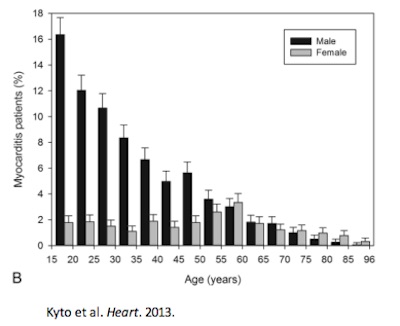 18
16
14
12
10
8
6
4
2
0
Myocarditis patients (%)
Male
Female
15 20 25 30 35 40 45 50 55 60 65 70 75 80 85 96
Age (years)
B
Kyto et al. Heart. 2013.